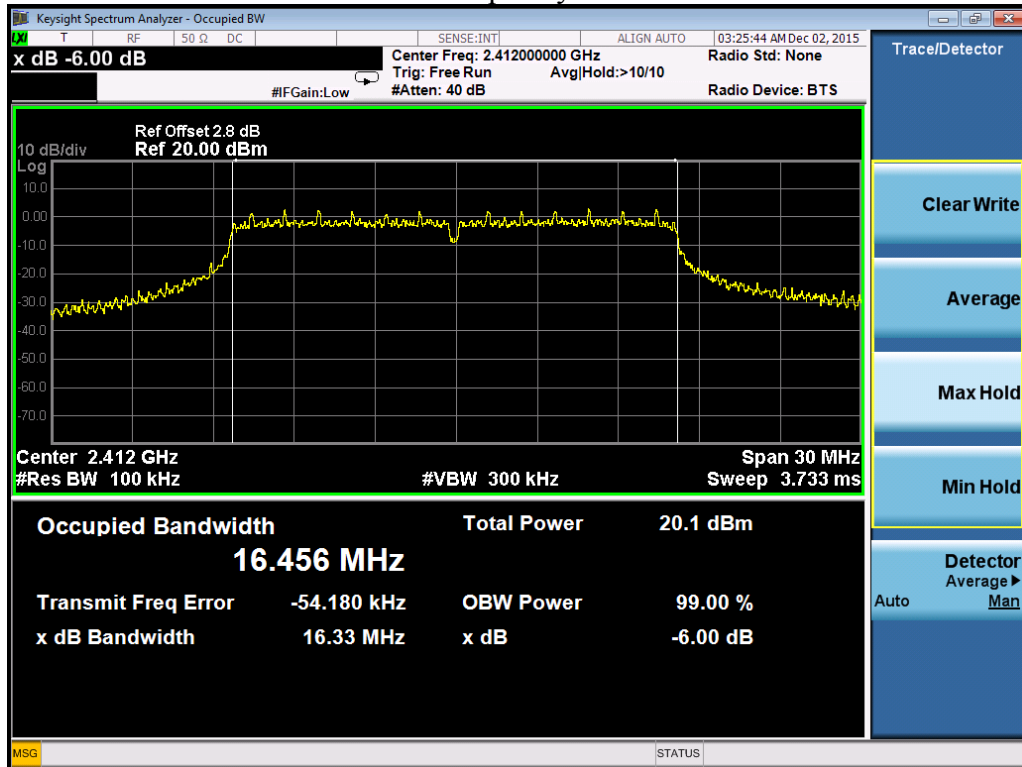 Keysight Spectrum Analyzer - Occupied BW
LXI T RF 50 Ω DC SENSE:INT ALIGN AUTO 03:25:44 AM Dec 02, 2015
x dB -6.00 dB
Center Freq: 2.412000000 GHz Radio Std: None
Trig: Free Run Avg|Hold:>10/10
#IFGain:Low #Atten: 40 dB Radio Device: BTS
Ref Offset 2.8 dB
10 dB/div Ref 20.00 dBm
Log
10.0
0.00
-10.0
-20.0
-30.0
-40.0
-50.0
-60.0
-70.0
Center 2.412 GHz Span 30 MHz
#Res BW 100 kHz #VBW 300 kHz Sweep 3.733 ms
Occupied Bandwidth Total Power 20.1 dBm
16.456 MHz
Transmit Freq Error -54.180 kHz OBW Power 99.00 %
x dB Bandwidth 16.33 MHz x dB -6.00 dB
MSG STATUS
Trace/Detector
Clear Write
Average
Max Hold
Min Hold
Detector
Average▶
Auto Man